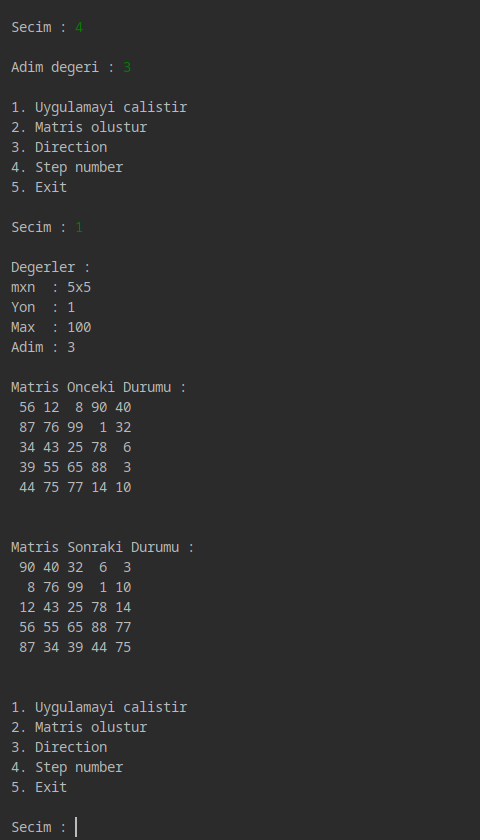 Secim : 4
Adim degeri : 3
1. Uygulamayi calistir
2. Matris olustur
3. Direction
4. Step number
5. Exit
Secim : 1
Degerler :
mxn  : 5x5
Yon  : 1
Max  : 100
Adim : 3
Matris Onceki Durumu :
 56 12  8 90 40
 87 76 99  1 32
 34 43 25 78  6
 39 55 65 88  3
 44 75 77 14 10
Matris Sonraki Durumu :
 90 40 32  6  3
  8 76 99  1 10
 12 43 25 78 14
 56 55 65 88 77
 87 34 39 44 75
1. Uygulamayi calistir
2. Matris olustur
3. Direction
4. Step number
5. Exit
Secim :